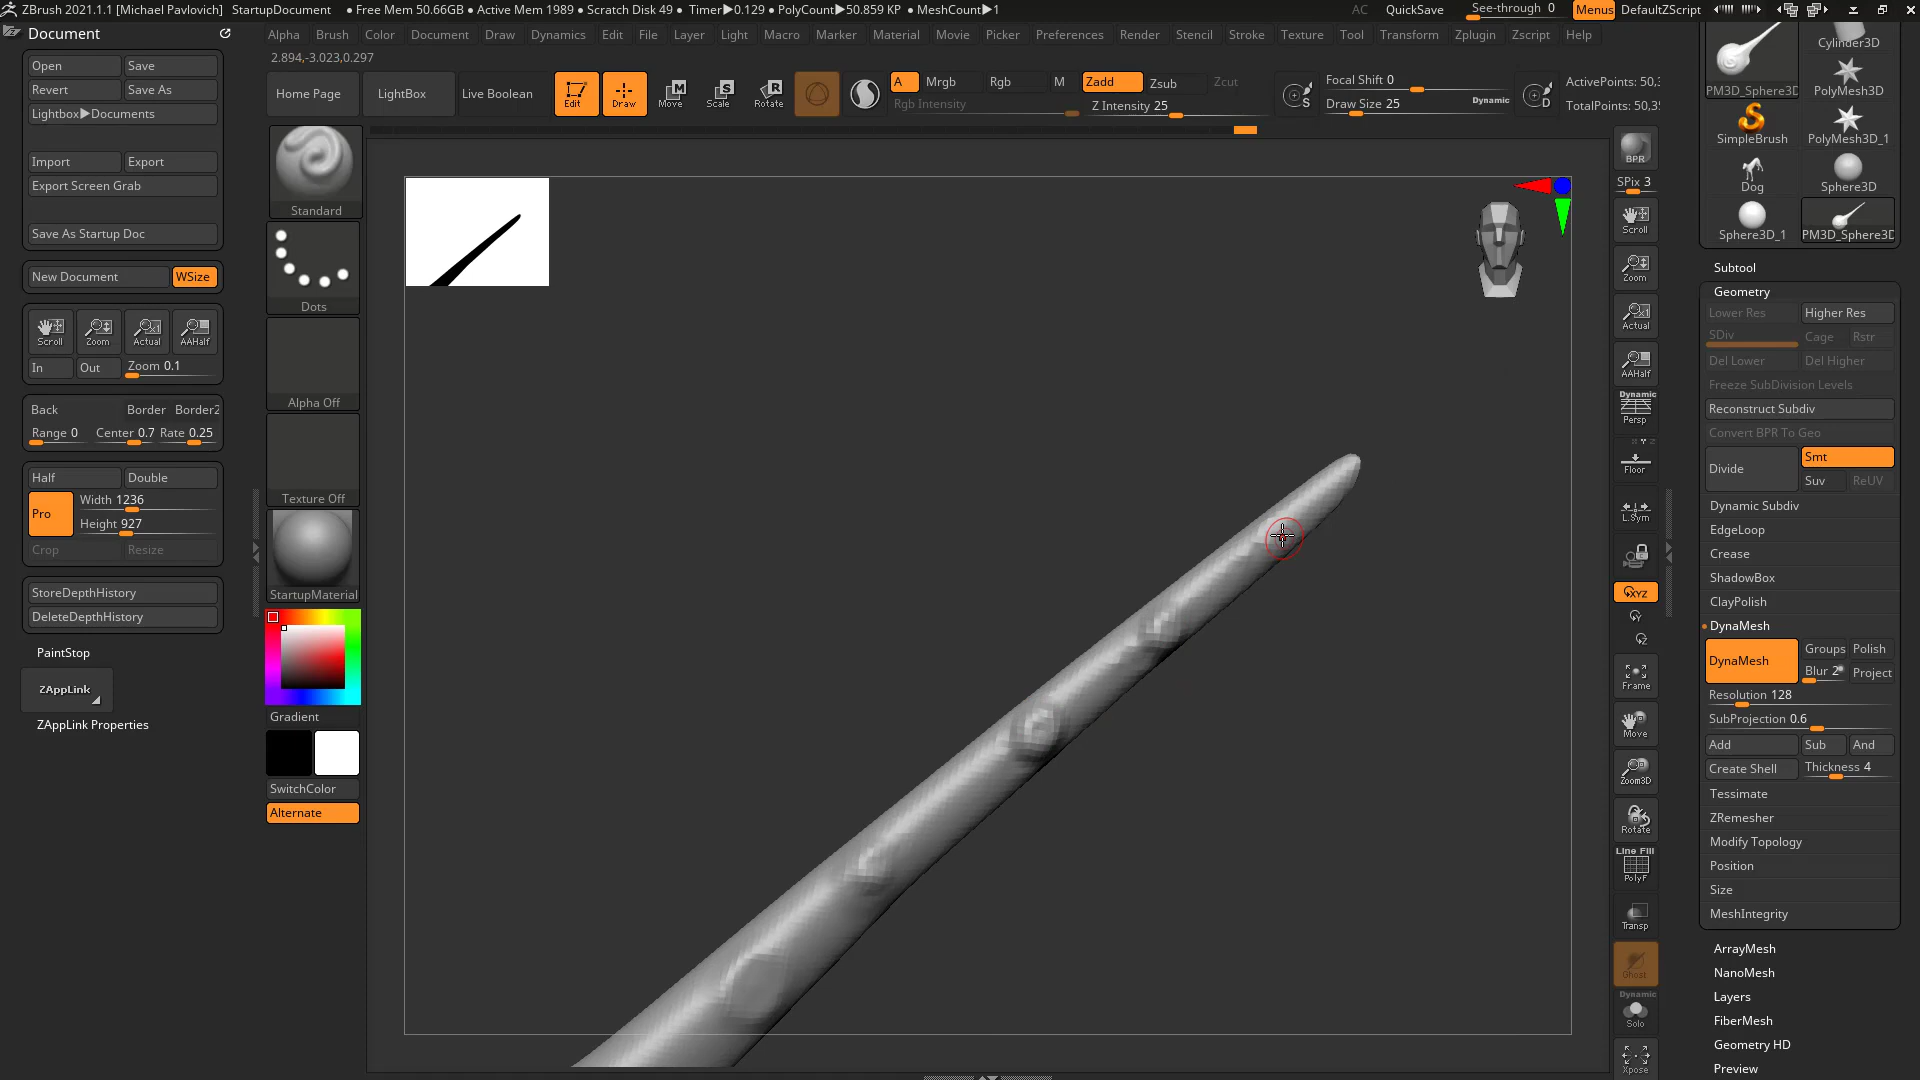 ZBrush 2021.1.1 [Michael Pavlovich] StartupDocument • Free Mem 50.66GB • Active Mem 1989 • Scratch Disk 49 • Timer▶0.129 • PolyCount▶50.859 KP • MeshCount▶1 AC QuickSave See-through 0 Menus DefaultZScript
Document
Alpha Brush Color Document Draw Dynamics Edit File Layer Light Macro Marker Material Movie Picker Preferences Render Stencil Stroke Texture Tool Transform Zplugin Zscript Help
2.894,-3.023,0.297
Open Save
Revert Save As
Lightbox▶Documents
Import Export
Export Screen Grab
Save As Startup Doc
New Document WSize
Scroll Zoom Actual AAHalf
In Out Zoom 0.1
Back Border Border2
Range 0 Center 0.7 Rate 0.25
Half Double
Pro Width 1236
Height 927
Crop Resize
StoreDepthHistory
DeleteDepthHistory
PaintStop
ZAppLink
ZAppLink Properties
Home Page LightBox Live Boolean Edit Draw Move Scale Rotate
A Mrgb Rgb M Zadd Zsub Zcut
Rgb Intensity Z Intensity 25
Focal Shift 0
Draw Size 25 Dynamic
S D
ActivePoints: 50,3
TotalPoints: 50,35
Standard
Dots
Alpha Off
Texture Off
StartupMaterial
Gradient
SwitchColor
Alternate
BPR
SPix 3
Scroll
Zoom
Actual
AAHalf
Dynamic
Persp
Floor
L.Sym
XYZ
Y
Z
Frame
Move
Zoom3D
Rotate
Line Fill
PolyF
Transp
Ghost
Dynamic
Solo
Xpose
Cylinder3D
PM3D_Sphere3D PolyMesh3D
SimpleBrush PolyMesh3D_1
Dog Sphere3D
Sphere3D_1 PM3D_Sphere3D
Subtool
Geometry
Lower Res Higher Res
SDiv Cage Rstr
Del Lower Del Higher
Freeze SubDivision Levels
Reconstruct Subdiv
Convert BPR To Geo
Divide Smt
Suv ReUV
Dynamic Subdiv
EdgeLoop
Crease
ShadowBox
ClayPolish
DynaMesh
DynaMesh Groups Polish
Blur 2 Project
Resolution 128
SubProjection 0.6
Add Sub And
Create Shell Thickness 4
Tessimate
ZRemesher
Modify Topology
Position
Size
MeshIntegrity
ArrayMesh
NanoMesh
Layers
FiberMesh
Geometry HD
Preview